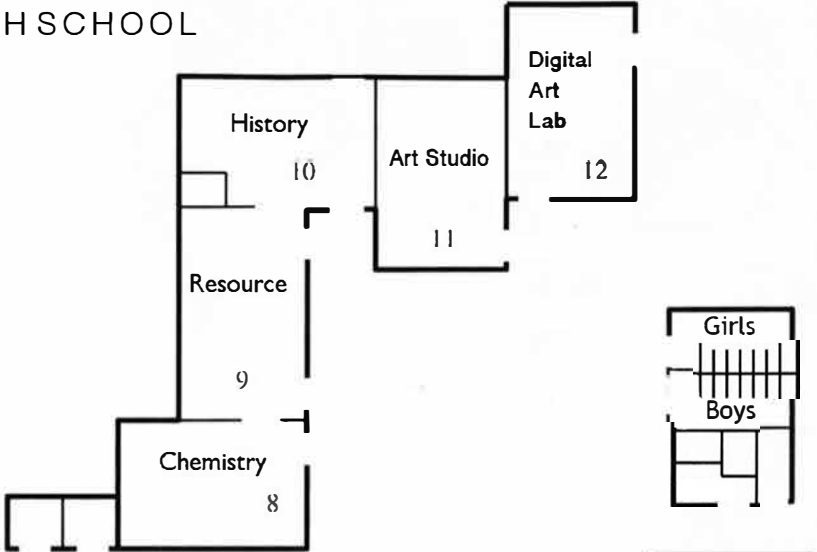 H SCHOOL
Digital
Art
Lab
12
History
10
Art Studio
11
Resource
9
Chemistry
8
Girls
Boys